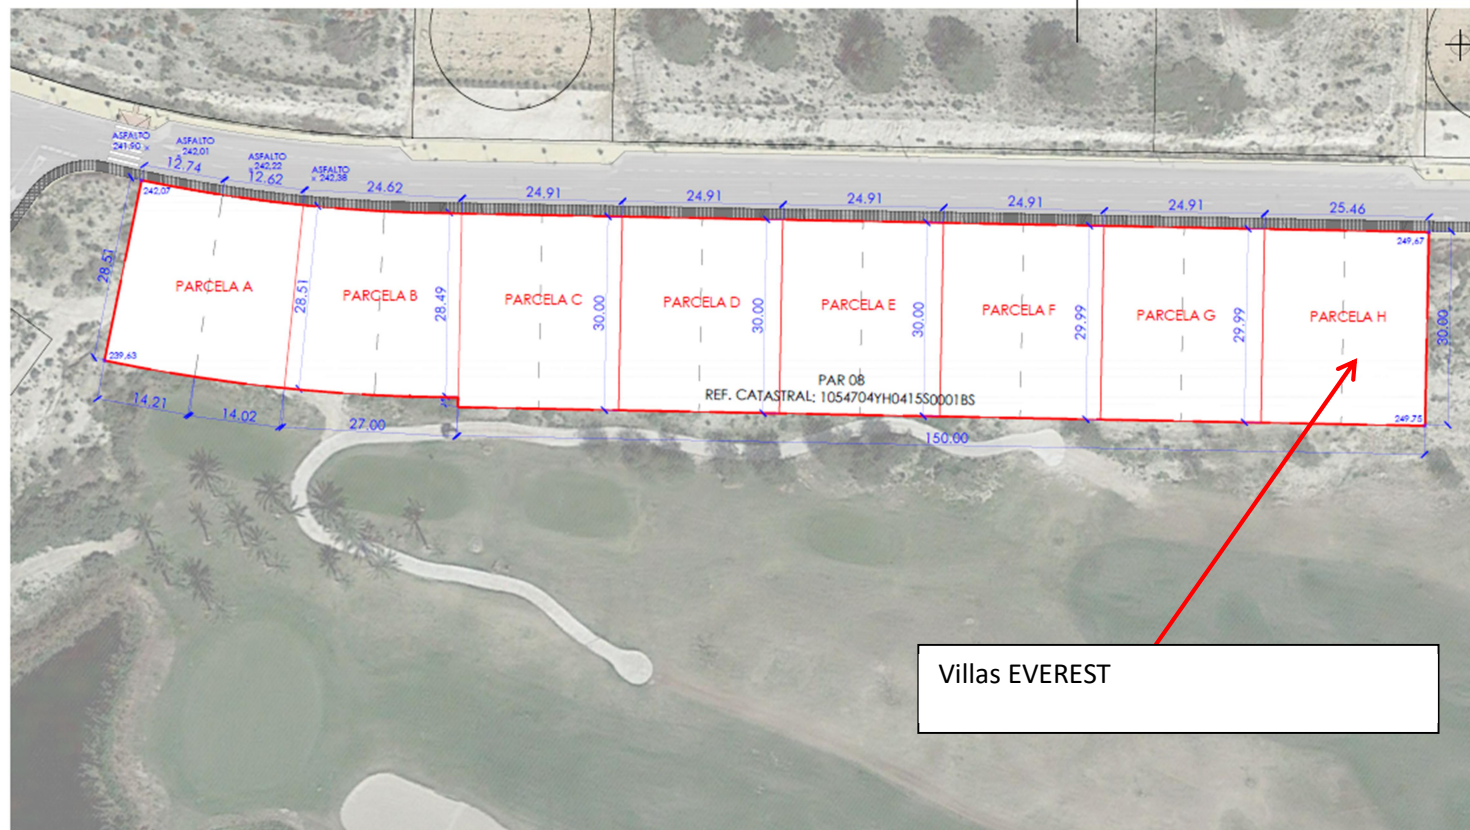 ASFALTO
241,90 x
ASFALTO
242,01
x
12.74
ASFALTO
242,22
x
12.62
ASFALTO
x 242,38
24.62
24.91
24.91
24.91
24.91
24.91
25.46
242,07
249,67
28.51
PARCELA A
28.51
PARCELA B
28.49
PARCELA C
30.00
PARCELA D
30.00
PARCELA E
30.00
PARCELA F
29.99
PARCELA G
29.99
PARCELA H
30.00
239,63
PAR 08
REF. CATASTRAL: 1054704YH0415S0001BS
249,75
14.21
14.02
27.00
150.00
Villas EVEREST